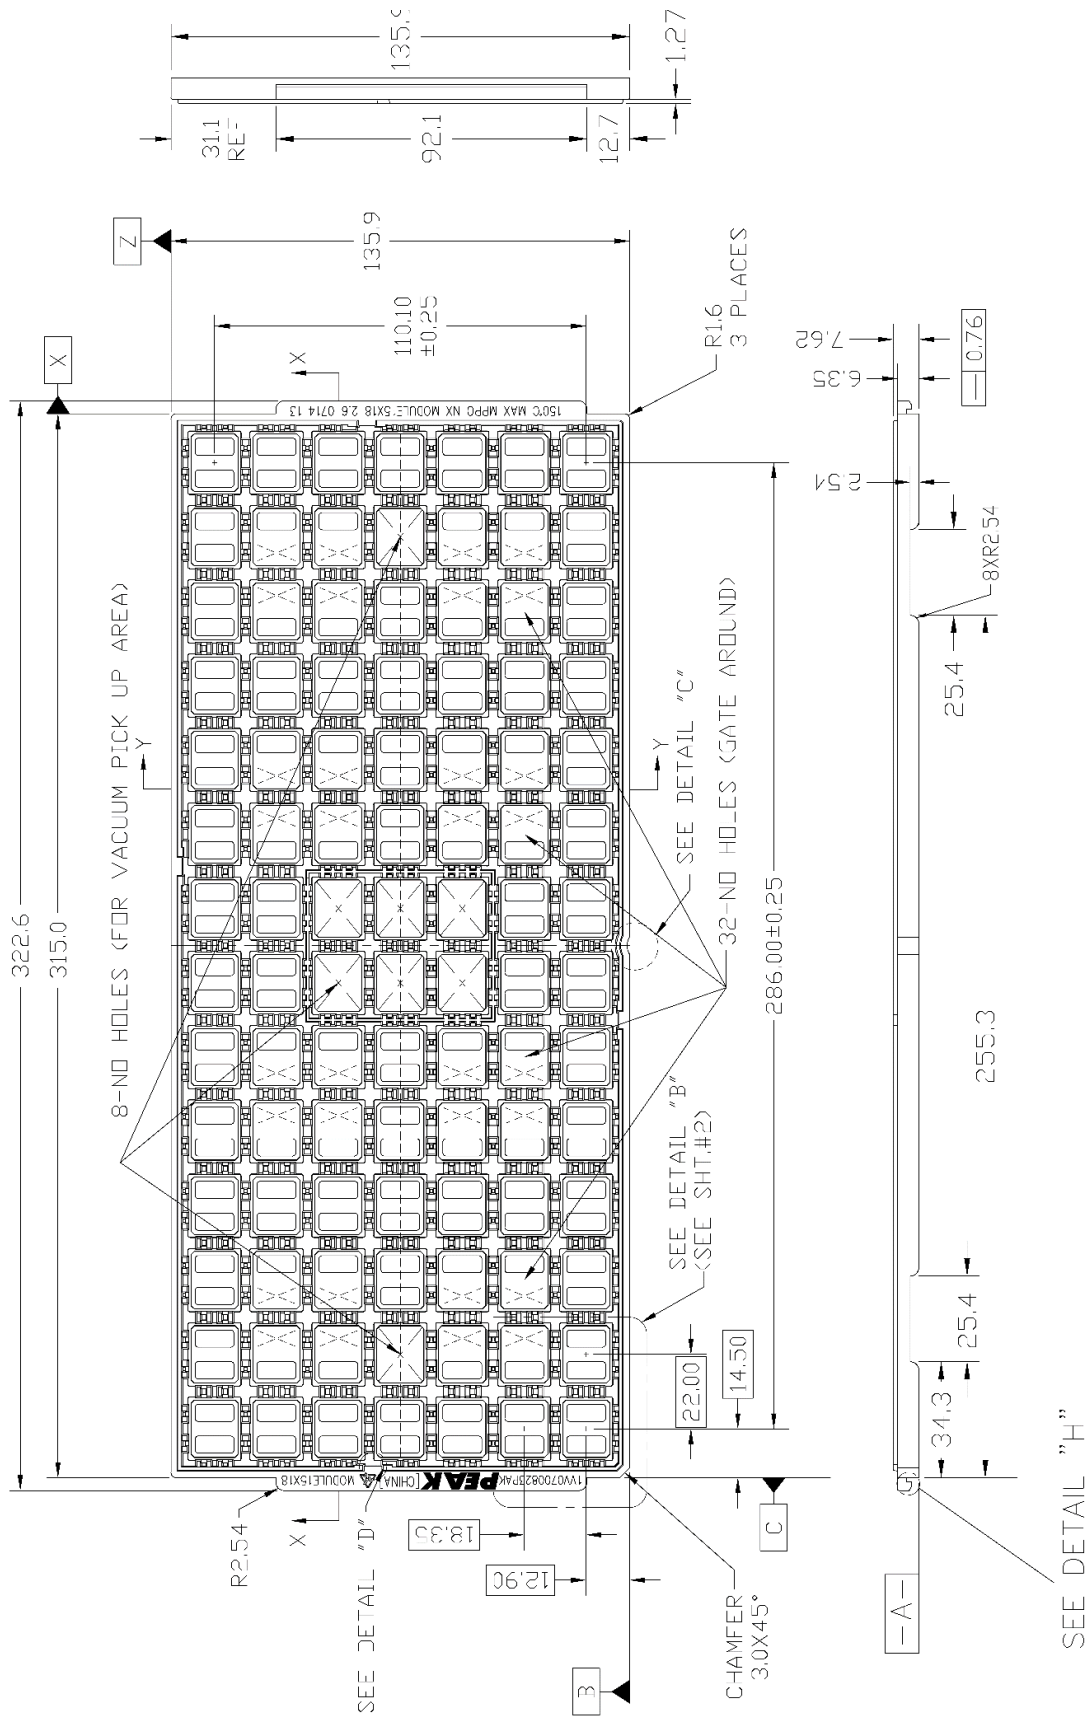 135.9
1.27
31.1
REF
92.1
12.7
Z
135.9
110.10
±0.25
X
X
R1.6
3 PLACES
150°C MAX MPPO NX MODULE15X18 2.6 0714 13
7.62
6.35
0.76
2.54
25.4
8XR2.54
8-NO HOLES (FOR VACUUM PICK UP AREA)
Y
Y
SEE DETAIL "C"
32-NO HOLES (GATE AROUND)
322.6
315.0
286.00±0.25
255.3
SEE DETAIL "B"
(SEE SHT.#2)
22.00
14.50
25.4
34.3
R2.54
X
SEE DETAIL "D"
1VV0700823PAK PEAK [CHINA] MODULE15X18
18.35
12.90
C
B
CHAMFER
3.0X45°
-A-
SEE DETAIL "H"